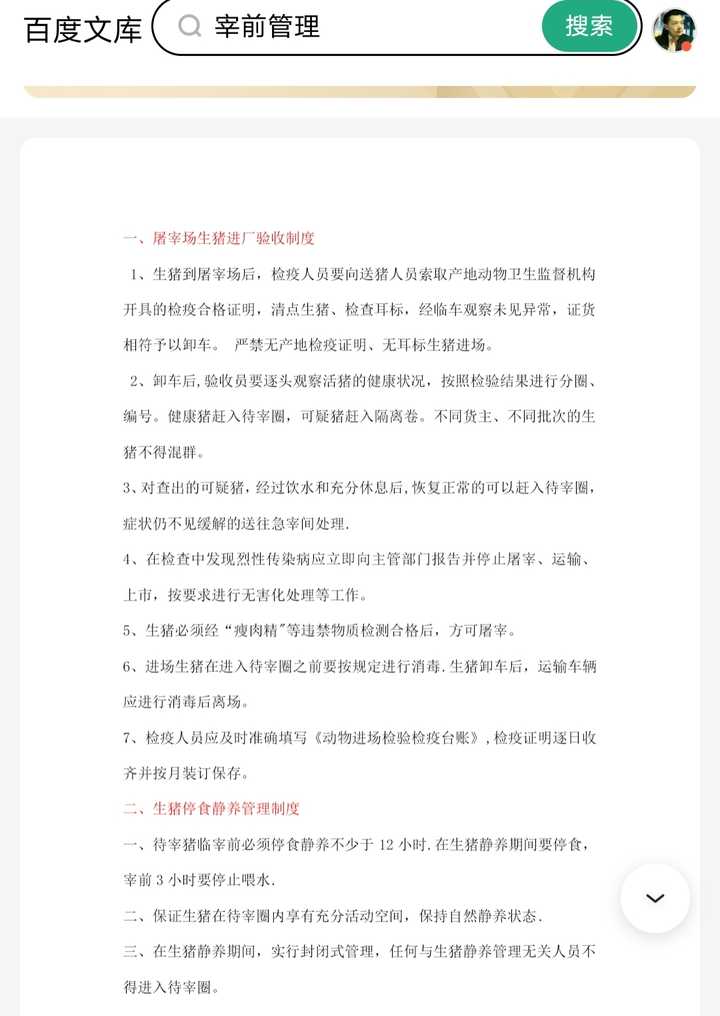 百度文库
宰前管理
搜索
一、屠宰场生猪进厂验收制度
1、生猪到屠宰场后，检疫人员要向送猪人员索取产地动物卫生监督机构
开具的检疫合格证明，清点生猪、检查耳标，经临车观察未见异常，证货
相符予以卸车。 严禁无产地检疫证明、无耳标生猪进场。
2、卸车后,验收员要逐头观察活猪的健康状况，按照检验结果进行分圈、
编号。健康猪赶入待宰圈，可疑猪赶入隔离卷。不同货主、不同批次的生
猪不得混群。
3、对查出的可疑猪，经过饮水和充分休息后,恢复正常的可以赶入待宰圈，
症状仍不见缓解的送往急宰间处理.
4、在检查中发现烈性传染病应立即向主管部门报告并停止屠宰、运输、
上市，按要求进行无害化处理等工作。
5、生猪必须经“瘦肉精"等违禁物质检测合格后，方可屠宰。
6、进场生猪在进入待宰圈之前要按规定进行消毒.生猪卸车后，运输车辆
应进行消毒后离场。
7、检疫人员应及时准确填写《动物进场检验检疫台账》,检疫证明逐日收
齐并按月装订保存。
二、生猪停食静养管理制度
一、待宰猪临宰前必须停食静养不少于 12 小时.在生猪静养期间要停食，
宰前 3 小时要停止喂水.
二、保证生猪在待宰圈内享有充分活动空间，保持自然静养状态.
三、在生猪静养期间，实行封闭式管理，任何与生猪静养管理无关人员不
得进入待宰圈。